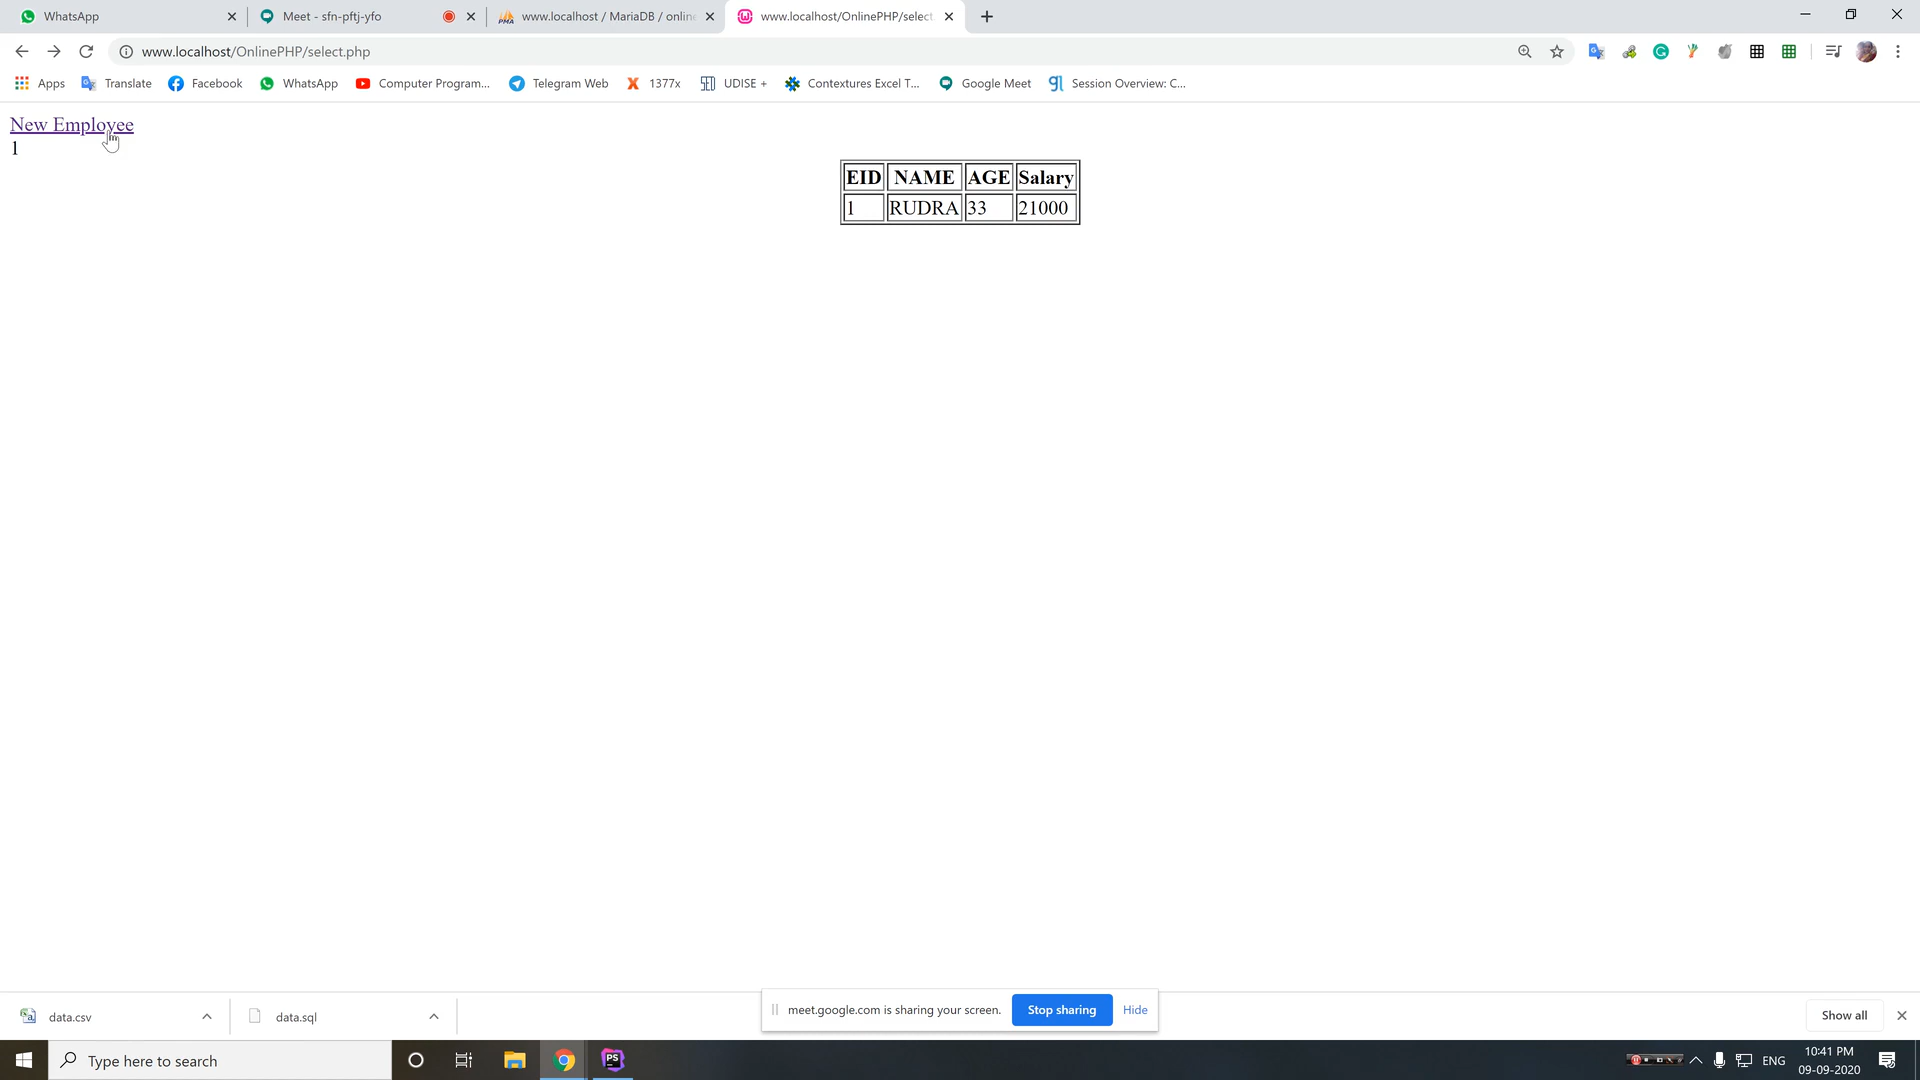 WhatsApp
Meet - sfn-pftj-yfo
www.localhost / MariaDB / online
www.localhost/OnlinePHP/select.
www.localhost/OnlinePHP/select.php
Apps
Translate
Facebook
WhatsApp
Computer Program...
Telegram Web
1377x
UDISE +
Contextures Excel T...
Google Meet
Session Overview: C...
New Employee
1
EID NAME AGE Salary
1 RUDRA 33 21000
data.csv
data.sql
meet.google.com is sharing your screen.
Stop sharing
Hide
Show all
Type here to search
PS
ENG
10:41 PM
09-09-2020